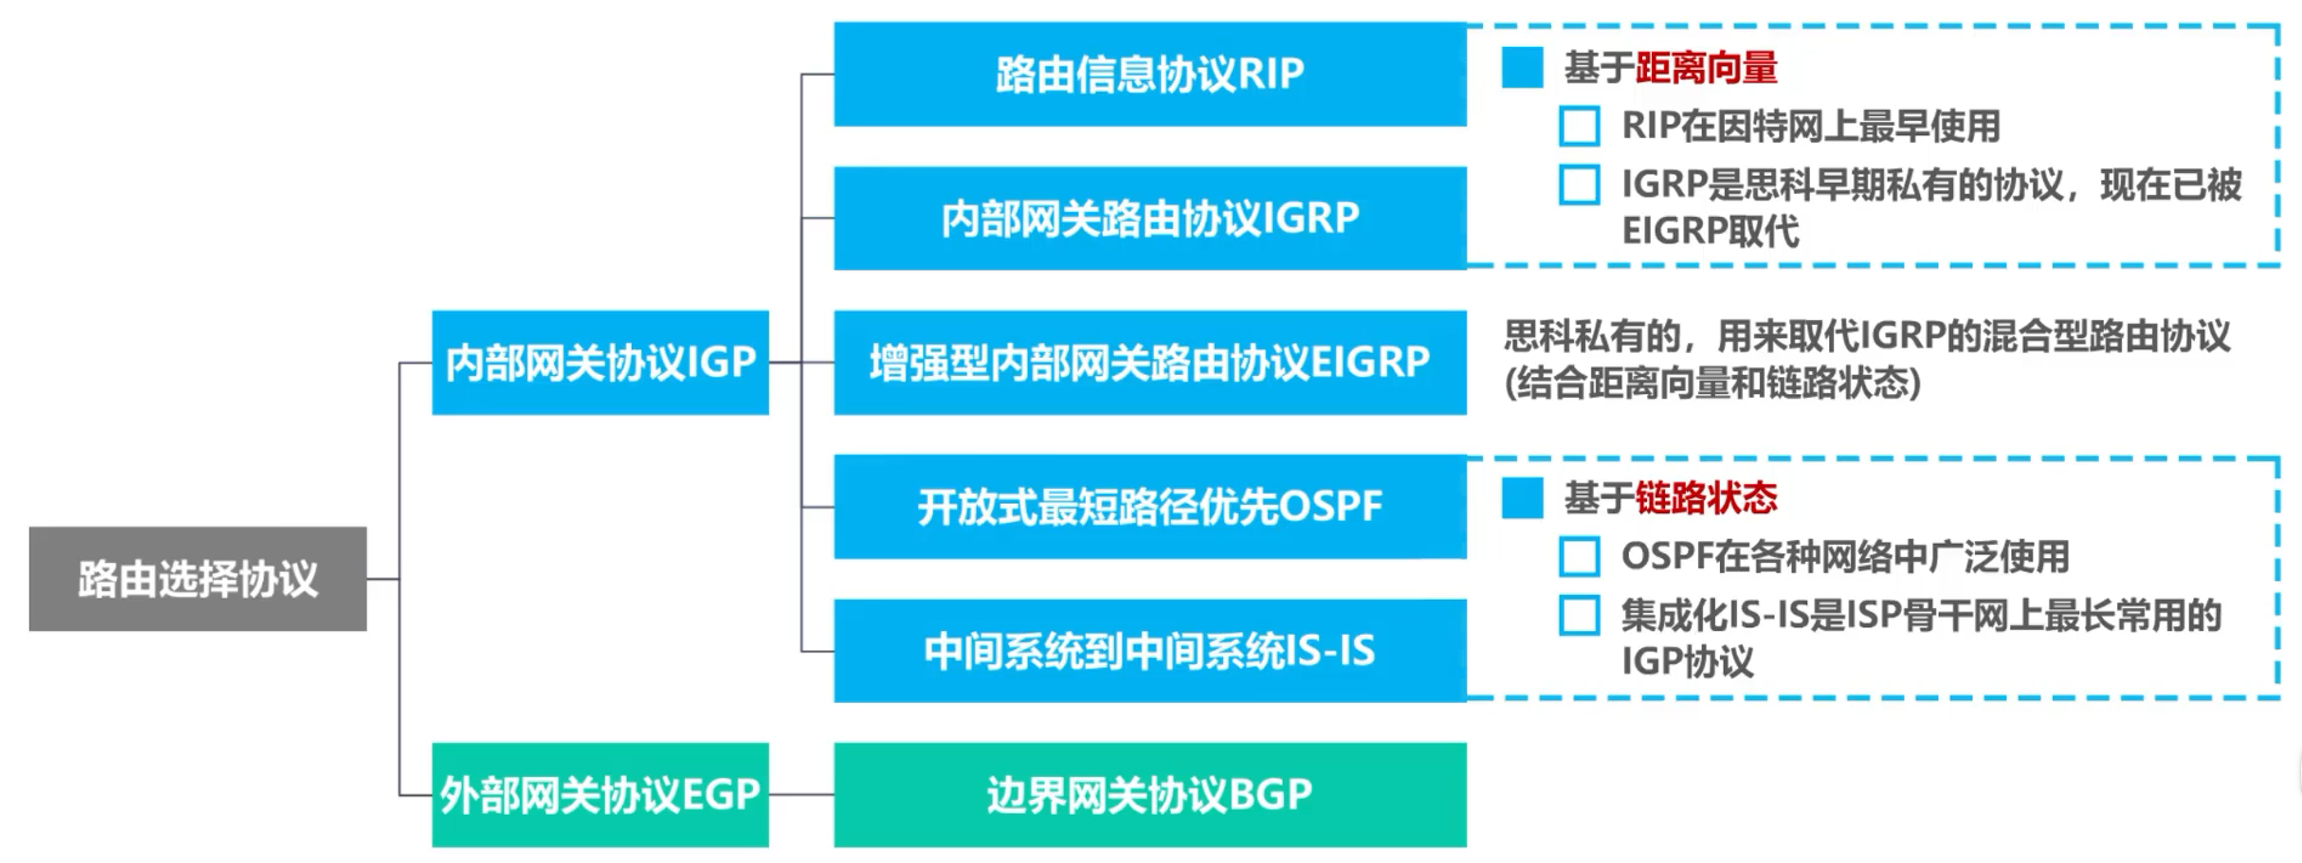 路由信息协议RIP
基于距离向量
RIP在因特网上最早使用
IGRP是思科早期私有的协议，现在已被
EIGRP取代
内部网关路由协议IGRP
内部网关协议IGP
增强型内部网关路由协议EIGRP
思科私有的，用来取代IGRP的混合型路由协议
(结合距离向量和链路状态)
开放式最短路径优先OSPF
基于链路状态
OSPF在各种网络中广泛使用
集成化IS-IS是ISP骨干网上最长常用的
IGP协议
路由选择协议
中间系统到中间系统IS-IS
外部网关协议EGP
边界网关协议BGP